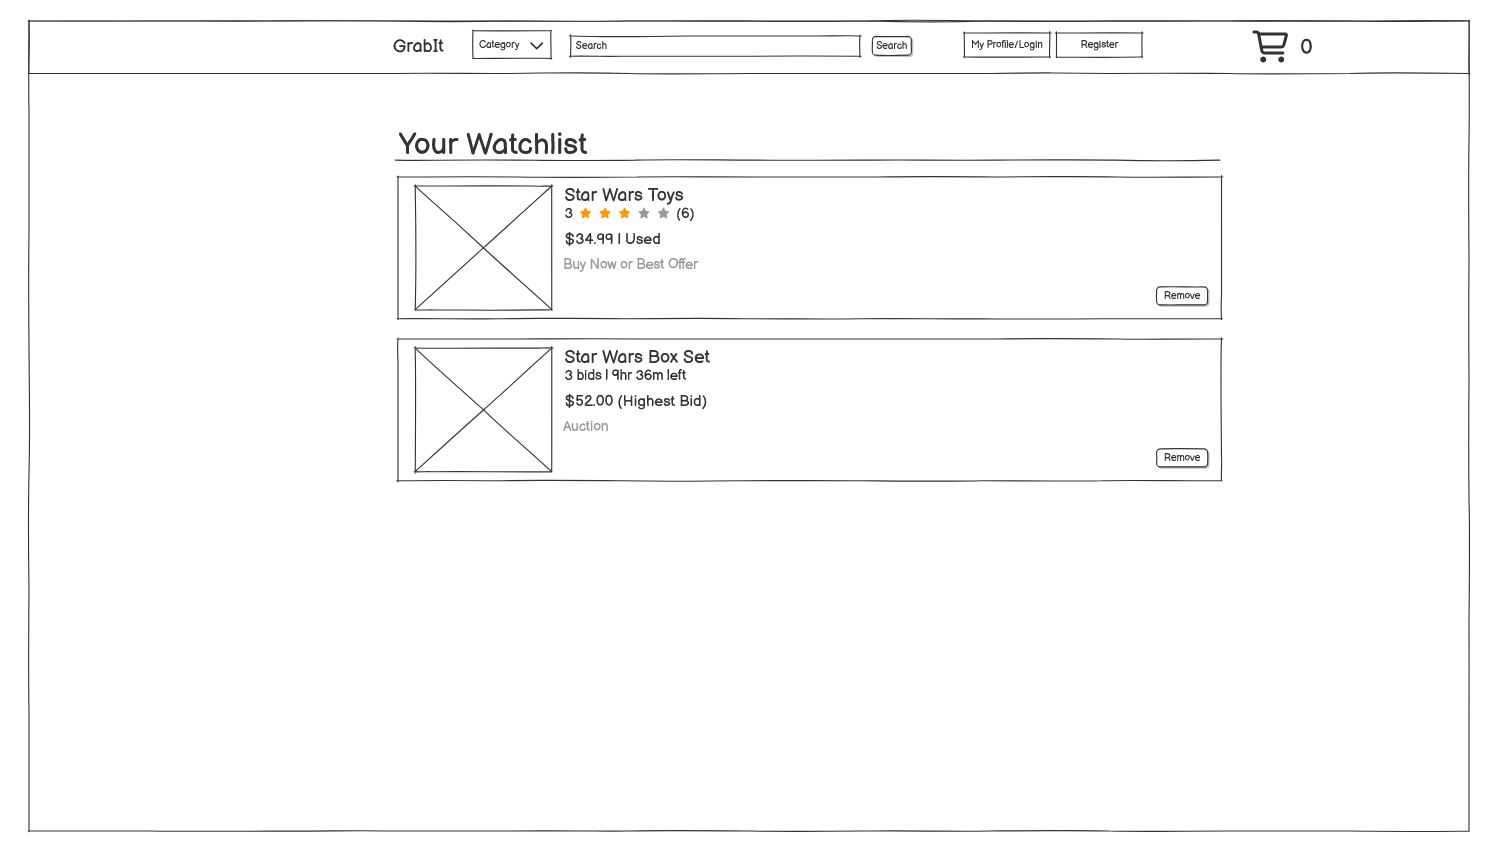 GrabIt Category Search Search My Profile/Login Register 0
Your Watchlist
Star Wars Toys
3 (6)
$34.99 | Used
Buy Now or Best Offer
Remove
Star Wars Box Set
3 bids | 9hr 36m left
$52.00 (Highest Bid)
Auction
Remove